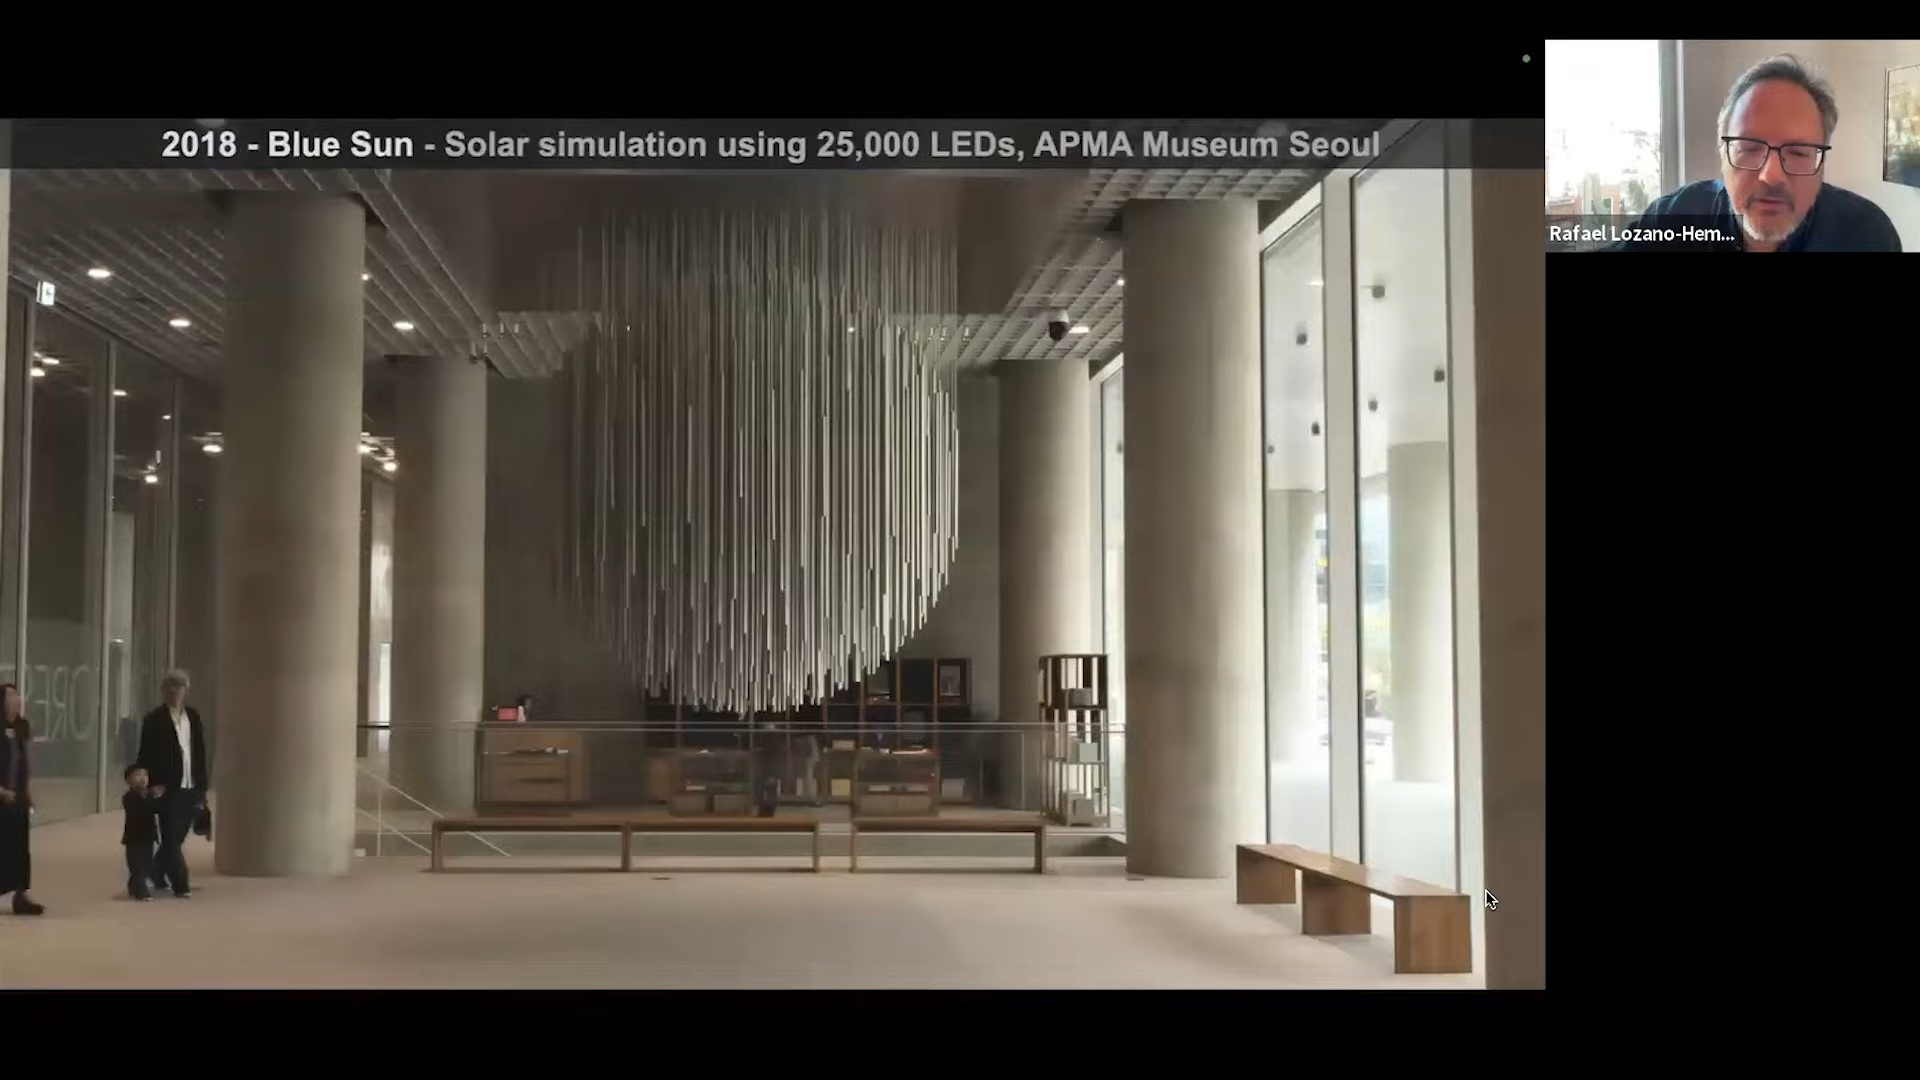 2018 - Blue Sun - Solar simulation using 25,000 LEDs, APMA Museum Seoul
Rafael Lozano-Hem...